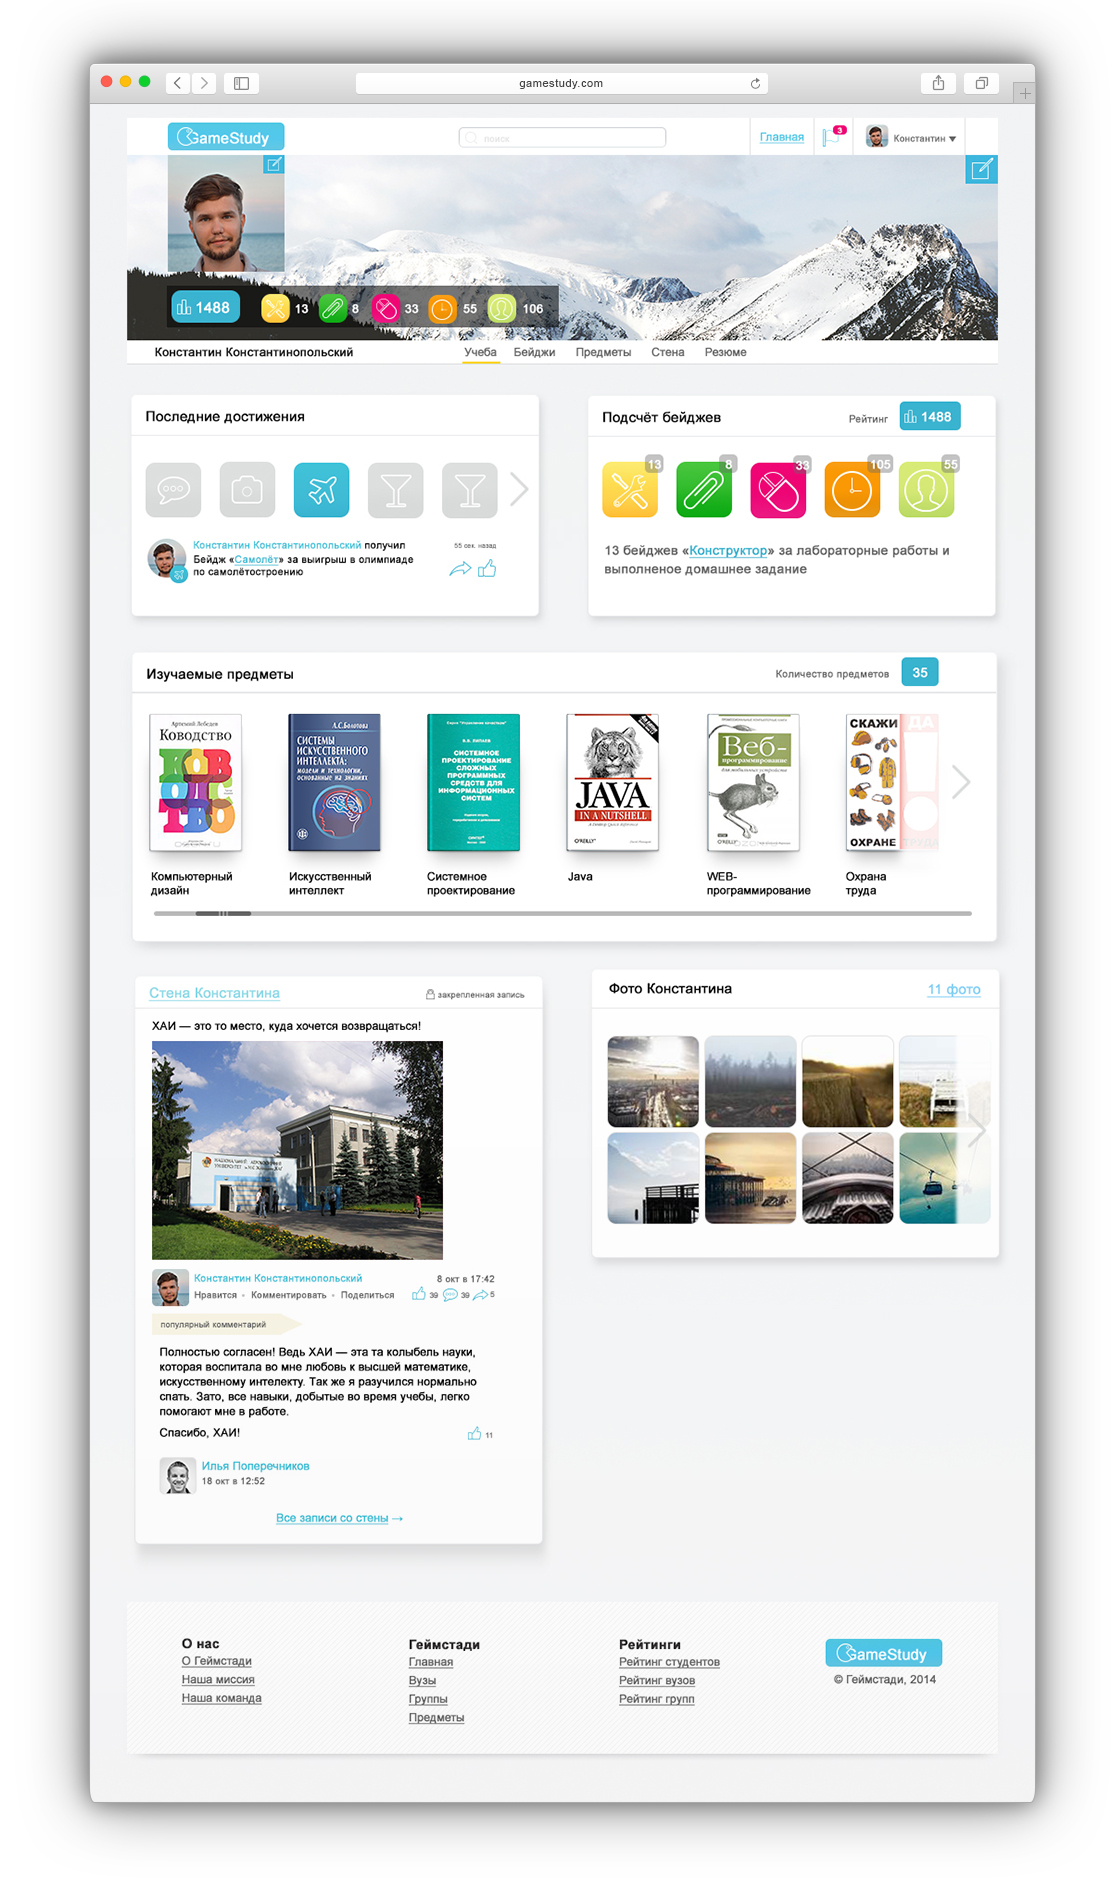 gamestudy.com
GameStudy
поиск
Главная
3
Константин
1488
13
8
33
55
106
Константин Константинопольский
Учеба
Бейджи
Предметы
Стена
Резюме
Последние достижения
Константин Константинопольский получил
Бейдж «Самолёт» за выигрыш в олимпиаде
по самолётостроению
55 сек. назад
Подсчёт бейджев
Рейтинг
1488
13
8
33
105
55
13 бейджев «Конструктор» за лабораторные работы и
выполненое домашнее задание
Изучаемые предметы
Количество предметов
35
Артемий Лебедев
Ководство
КОВ
ОДС
ТВО
Л.С.Болотова
СИСТЕМЫ
ИСКУССТВЕННОГО
ИНТЕЛЛЕКТА:
модели и технологии,
основанные на знаниях
В.В. ЛИПАЕВ
СИСТЕМНОЕ
ПРОЕКТИРОВАНИЕ
СЛОЖНЫХ
ПРОГРАММНЫХ
СРЕДСТВ ДЛЯ
ИНФОРМАЦИОННЫХ
СИСТЕМ
JAVA
IN A NUTSHELL
O'REILLY
Веб-
программирование
для мобильных устройств
O'REILLY
СКАЖИ
ДА
ОХРАНЕ
ТРУДА
Компьютерный
дизайн
Искусственный
интеллект
Системное
проектирование
Java
WEB-
программирование
Охрана
труда
Стена Константина
закрепленная запись
ХАИ — это то место, куда хочется возвращаться!
Константин Константинопольский
8 окт в 17:42
Нравится • Комментировать • Поделиться
39
39
5
популярный комментарий
Полностью согласен! Ведь ХАИ — эта та колыбель науки,
которая воспитала во мне любовь к высшей математике,
искусственному интелекту. Так же я разучился нормально
спать. Зато, все навыки, добытые во время учебы, легко
помогают мне в работе.
Спасибо, ХАИ!
11
Илья Поперечников
18 окт в 12:52
Все записи со стены →
Фото Константина
11 фото
О нас
О Геймстади
Наша миссия
Наша команда
Геймстади
Главная
Вузы
Группы
Предметы
Рейтинги
Рейтинг студентов
Рейтинг вузов
Рейтинг групп
GameStudy
© Геймстади, 2014